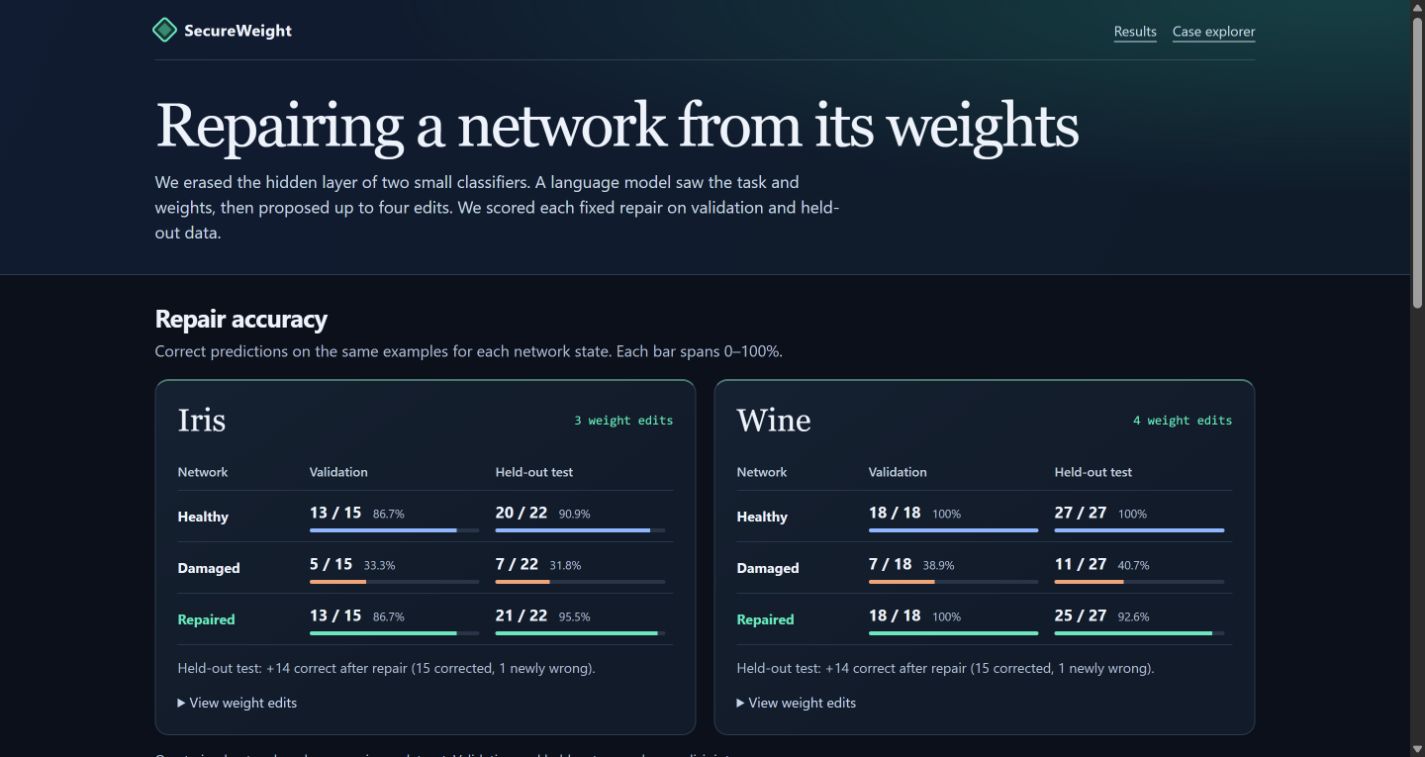 SecureWeight
Results Case explorer
Repairing a network from its weights
We erased the hidden layer of two small classifiers. A language model saw the task and
weights, then proposed up to four edits. We scored each fixed repair on validation and held-
out data.
Repair accuracy
Correct predictions on the same examples for each network state. Each bar spans 0–100%.
Iris 3 weight edits
Network Validation Held-out test
Healthy 13 / 15 86.7% 20 / 22 90.9%
Damaged 5 / 15 33.3% 7 / 22 31.8%
Repaired 13 / 15 86.7% 21 / 22 95.5%
Held-out test: +14 correct after repair (15 corrected, 1 newly wrong).
View weight edits
Wine 4 weight edits
Network Validation Held-out test
Healthy 18 / 18 100% 27 / 27 100%
Damaged 7 / 18 38.9% 11 / 27 40.7%
Repaired 18 / 18 100% 25 / 27 92.6%
Held-out test: +14 correct after repair (15 corrected, 1 newly wrong).
View weight edits